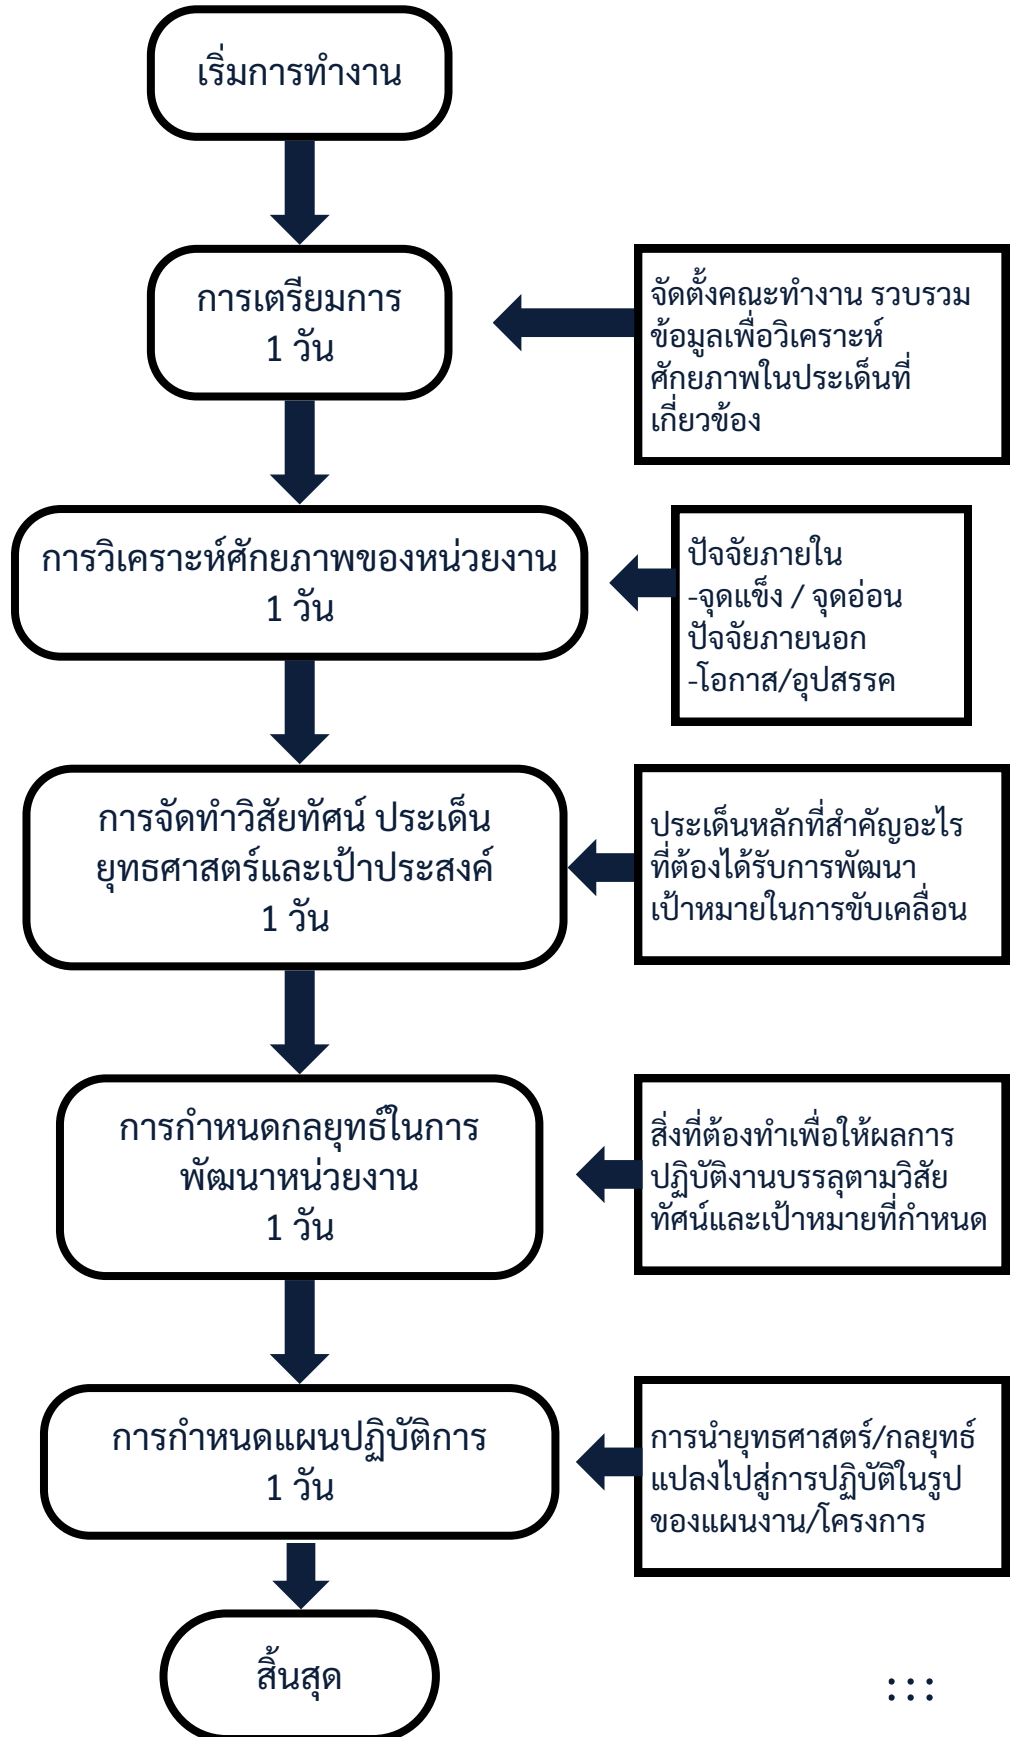 เริ่มการทำงาน
การเตรียมการ
1 วัน
จัดตั้งคณะทำงาน รวบรวม
ข้อมูลเพื่อวิเคราะห์
ศักยภาพในประเด็นที่
เกี่ยวข้อง
การวิเคราะห์ศักยภาพของหน่วยงาน
1 วัน
ปัจจัยภายใน
-จุดแข็ง / จุดอ่อน
ปัจจัยภายนอก
-โอกาส/อุปสรรค
การจัดทำวิสัยทัศน์ ประเด็น
ยุทธศาสตร์และเป้าประสงค์
1 วัน
ประเด็นหลักที่สำคัญอะไร
ที่ต้องได้รับการพัฒนา
เป้าหมายในการขับเคลื่อน
การกำหนดกลยุทธ์ในการ
พัฒนาหน่วยงาน
1 วัน
สิ่งที่ต้องทำเพื่อให้ผลการ
ปฏิบัติงานบรรลุตามวิสัย
ทัศน์และเป้าหมายที่กำหนด
การกำหนดแผนปฏิบัติการ
1 วัน
การนำยุทธศาสตร์/กลยุทธ์
แปลงไปสู่การปฏิบัติในรูป
ของแผนงาน/โครงการ
สิ้นสุด